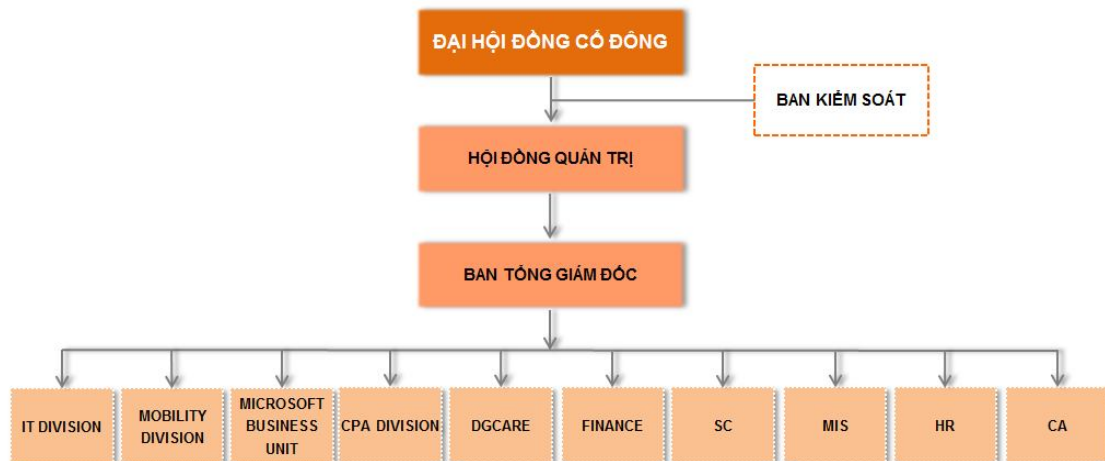 ĐẠI HỘI ĐỒNG CỔ ĐÔNG
BAN KIỂM SOÁT
HỘI ĐỒNG QUẢN TRỊ
BAN TỔNG GIÁM ĐỐC
IT DIVISION
MOBILITY
DIVISION
MICROSOFT
BUSINESS
UNIT
CPA DIVISION
DGCARE
FINANCE
SC
MIS
HR
CA